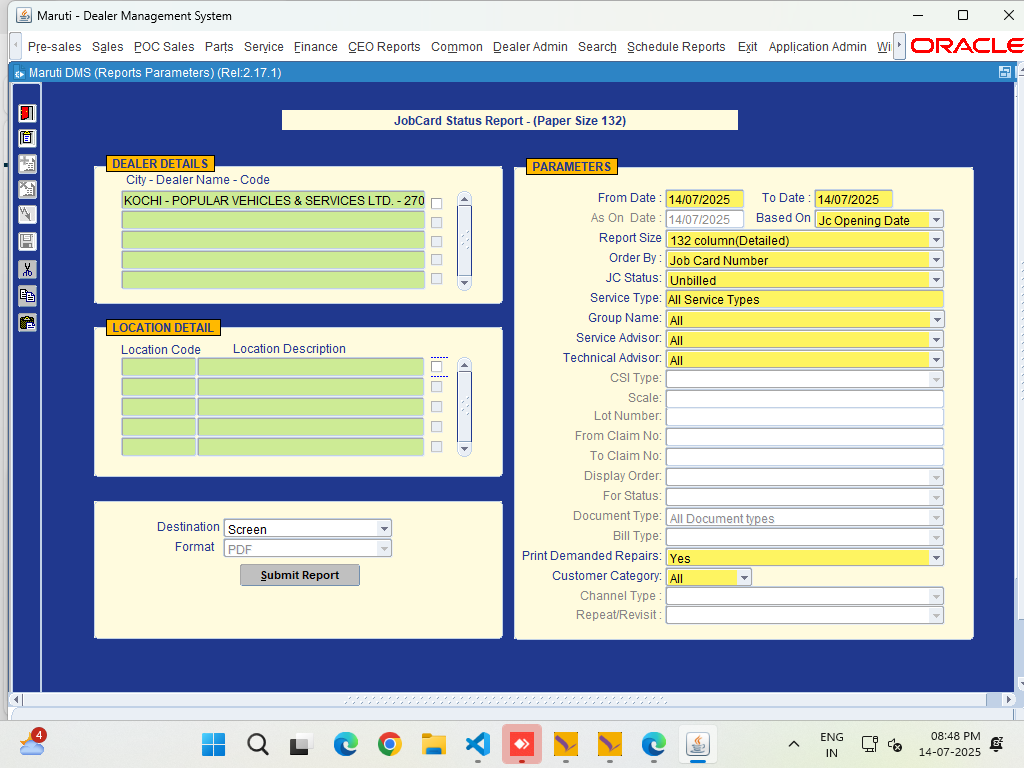 Maruti - Dealer Management System
Pre-sales Sales POC Sales Parts Service Finance CEO Reports Common Dealer Admin Search Schedule Reports Exit Application Admin Wi ORACLE
Maruti DMS (Reports Parameters) (Rel:2.17.1)
JobCard Status Report - (Paper Size 132)
DEALER DETAILS
City - Dealer Name - Code
KOCHI - POPULAR VEHICLES & SERVICES LTD. - 270
LOCATION DETAIL
Location Code Location Description
Destination Screen
Format PDF
Submit Report
PARAMETERS
From Date : 14/07/2025 To Date : 14/07/2025
As On Date : 14/07/2025 Based On Jc Opening Date
Report Size 132 column(Detailed)
Order By : Job Card Number
JC Status: Unbilled
Service Type: All Service Types
Group Name: All
Service Advisor: All
Technical Advisor: All
CSI Type:
Scale:
Lot Number:
From Claim No:
To Claim No:
Display Order:
For Status:
Document Type: All Document types
Bill Type:
Print Demanded Repairs: Yes
Customer Category: All
Channel Type :
Repeat/Revisit :
4
ENG
IN
08:48 PM
14-07-2025